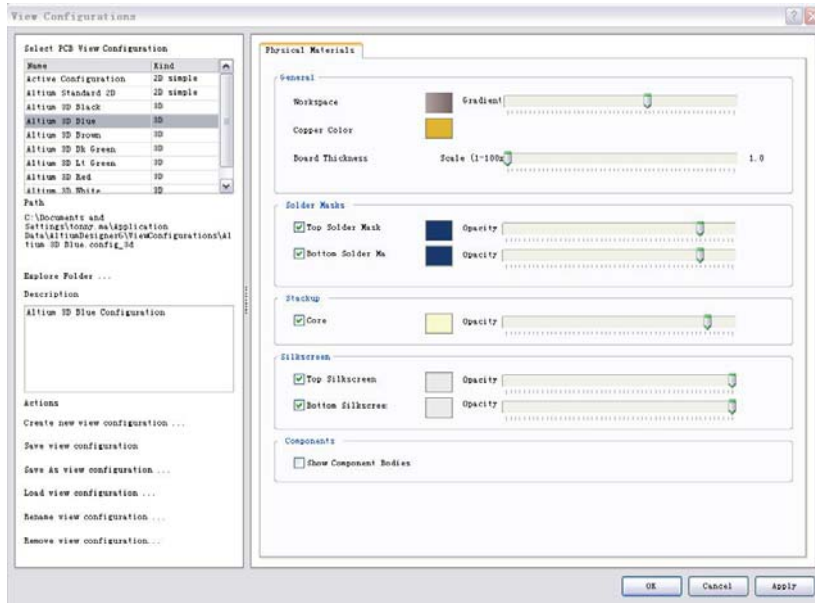 View Configurations
Select PCB View Configuration
Name Kind
Active Configuration 2D simple
Altium Standard 2D 2D simple
Altium 3D Black 3D
Altium 3D Blue 3D
Altium 3D Brown 3D
Altium 3D Dk Green 3D
Altium 3D Lt Green 3D
Altium 3D Red 3D
Altium 3D White 3D
Path
C:\Documents and
Settings\tonny.ma\Application
Data\AltiumDesigner6\ViewConfigurations\Al
tium 3D Blue.config_3d
Explore Folder ...
Description
Altium 3D Blue Configuration
Actions
Create new view configuration ...
Save view configuration
Save As view configuration ...
Load view configuration ...
Rename view configuration ...
Remove view configuration...
Physical Materials
General
Workspace Gradient
Copper Color
Board Thickness Scale (1-100x 1.0
Solder Masks
Top Solder Mask Opacity
Bottom Solder Ma Opacity
Stackup
Core Opacity
Silkscreen
Top Silkscreen Opacity
Bottom Silkscree Opacity
Components
Show Component Bodies
OK Cancel Apply